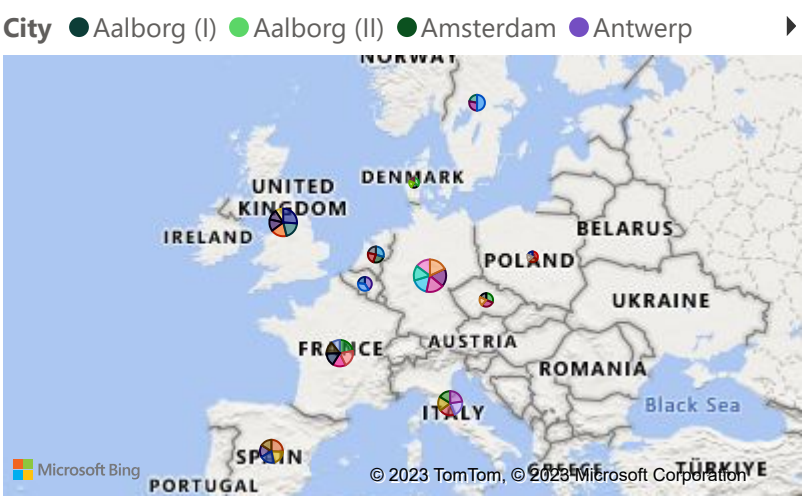 City Aalborg (I) Aalborg (II) Amsterdam Antwerp
NORWAY
DENMARK
UNITED
KINGDOM
IRELAND
BELARUS
POLAND
UKRAINE
FRANCE
AUSTRIA
ROMANIA
ITALY
Black Sea
SPAIN
GREECE
TÜRKIYE
PORTUGAL
Microsoft Bing
© 2023 TomTom, © 2023 Microsoft Corporation